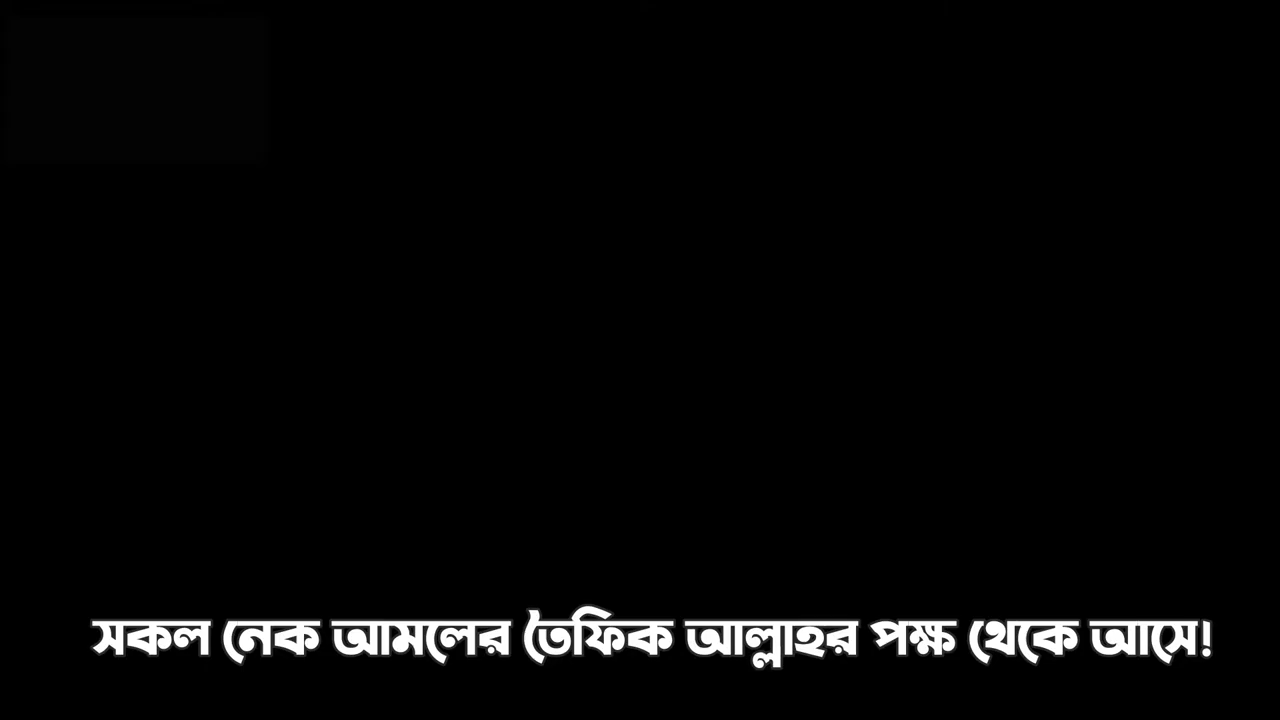 সকল নেক আমলের তৈফিক আল্লাহর পক্ষ থেকে আসে!